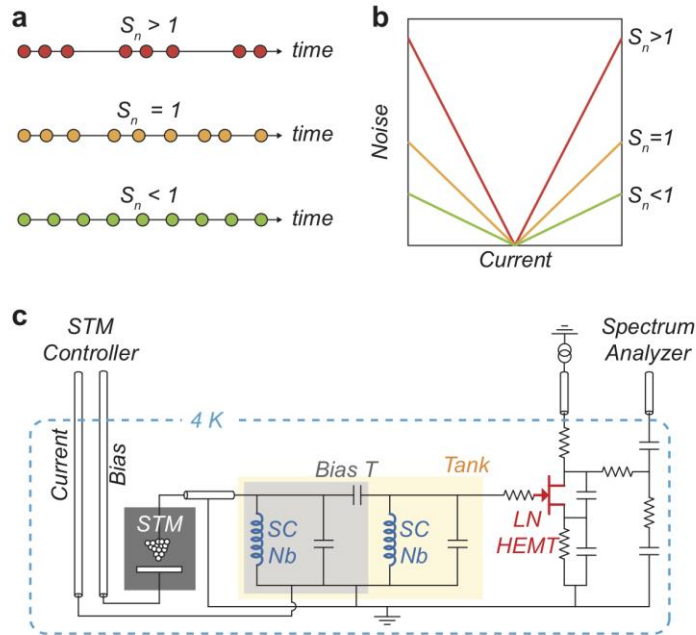 a
S_n > 1
time
S_n = 1
time
S_n < 1
time
b
Noise
S_n>1
S_n=1
S_n<1
Current
c
STM
Controller
Spectrum
Analyzer
4 K
Current
Bias
Bias T
Tank
STM
SC
Nb
SC
Nb
LN
HEMT